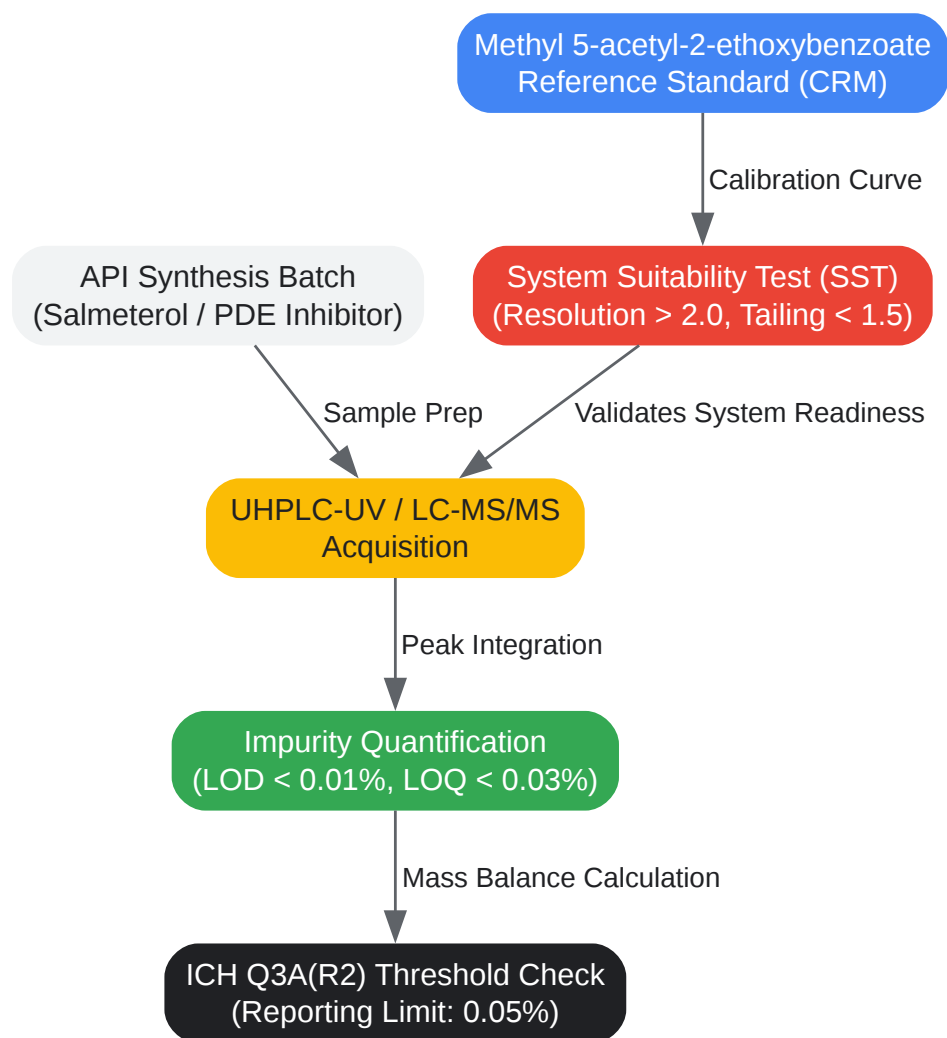 Methyl 5-acetyl-2-ethoxybenzoate
Reference Standard (CRM)
Calibration Curve
API Synthesis Batch
(Salmeterol / PDE Inhibitor)
System Suitability Test (SST)
(Resolution > 2.0, Tailing < 1.5)
Sample Prep
Validates System Readiness
UHPLC-UV / LC-MS/MS
Acquisition
Peak Integration
Impurity Quantification
(LOD < 0.01%, LOQ < 0.03%)
Mass Balance Calculation
ICH Q3A(R2) Threshold Check
(Reporting Limit: 0.05%)